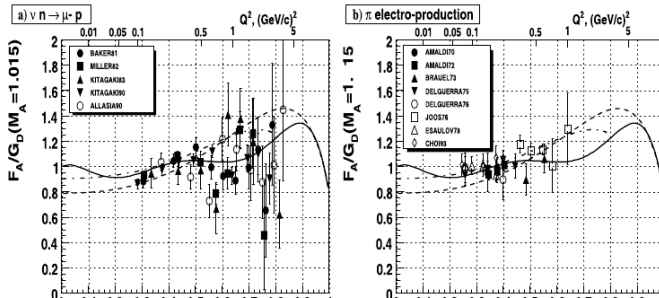 a) ν n → μ- p
Q², (GeV/c)²
0.01 0.05 0.1 0.5 1 5
F_A/G_D(M_A=1.015)
2
1.8
1.6
1.4
1.2
1
0.8
0.6
0.4
0.2
0
BAKER81
MILLER82
KITAGAKI83
KITAGAKI90
ALLASIA90
b) π electro-production
Q², (GeV/c)²
0.01 0.05 0.1 0.5 1 5
F_A/G_D(M_A=1. 15
2
1.8
1.6
1.4
1.2
1
0.8
0.6
0.4
0.2
0
AMALDI70
AMALDI72
BRAUEL73
DELGUERRA75
DELGUERRA76
JOOS76
ESAULOV78
CHOI93